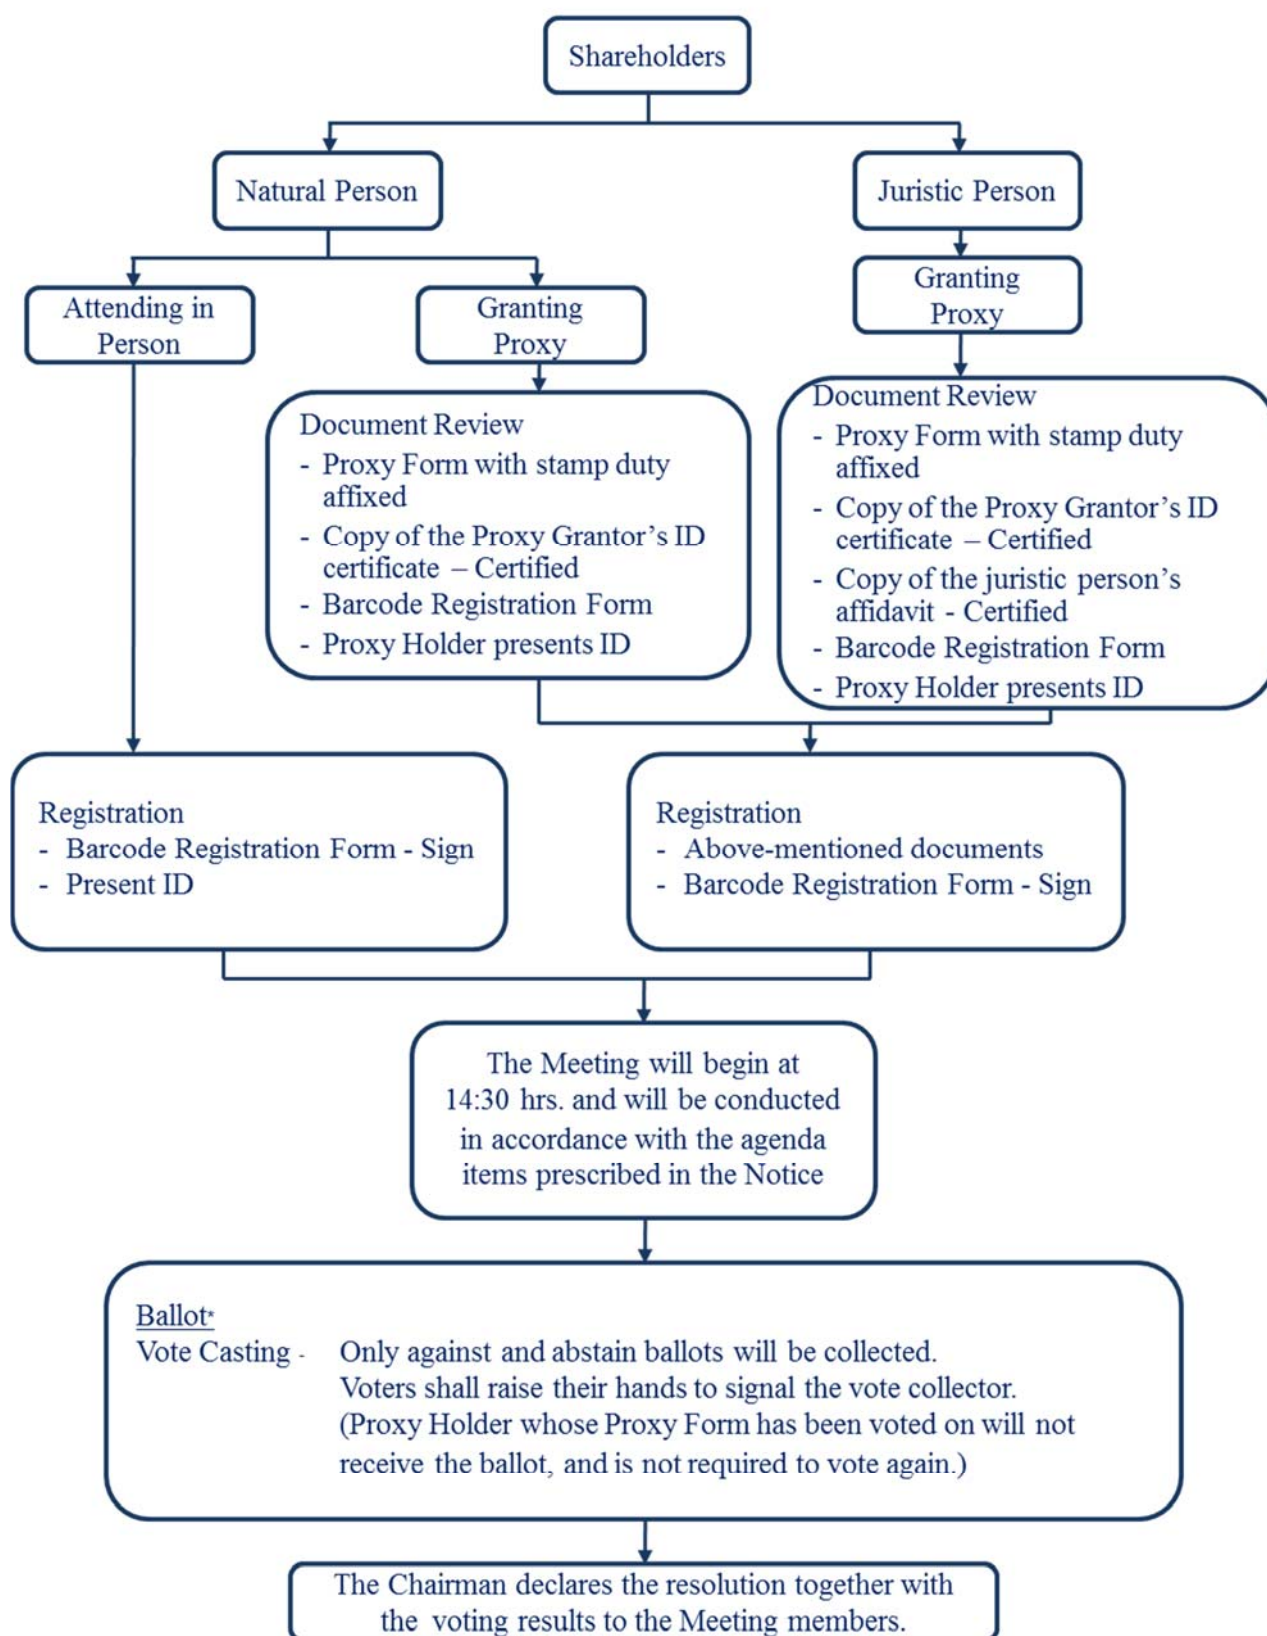 Shareholders
Natural Person
Juristic Person
Attending in
Person
Granting
Proxy
Granting
Proxy
Document Review
- Proxy Form with stamp duty
affixed
- Copy of the Proxy Grantor’s ID
certificate – Certified
- Barcode Registration Form
- Proxy Holder presents ID
Document Review
- Proxy Form with stamp duty
affixed
- Copy of the Proxy Grantor’s ID
certificate – Certified
- Copy of the juristic person’s
affidavit - Certified
- Barcode Registration Form
- Proxy Holder presents ID
Registration
- Barcode Registration Form - Sign
- Present ID
Registration
- Above-mentioned documents
- Barcode Registration Form - Sign
The Meeting will begin at
14:30 hrs. and will be conducted
in accordance with the agenda
items prescribed in the Notice
Ballot*
Vote Casting - Only against and abstain ballots will be collected.
Voters shall raise their hands to signal the vote collector.
(Proxy Holder whose Proxy Form has been voted on will not
receive the ballot, and is not required to vote again.)
The Chairman declares the resolution together with
the voting results to the Meeting members.